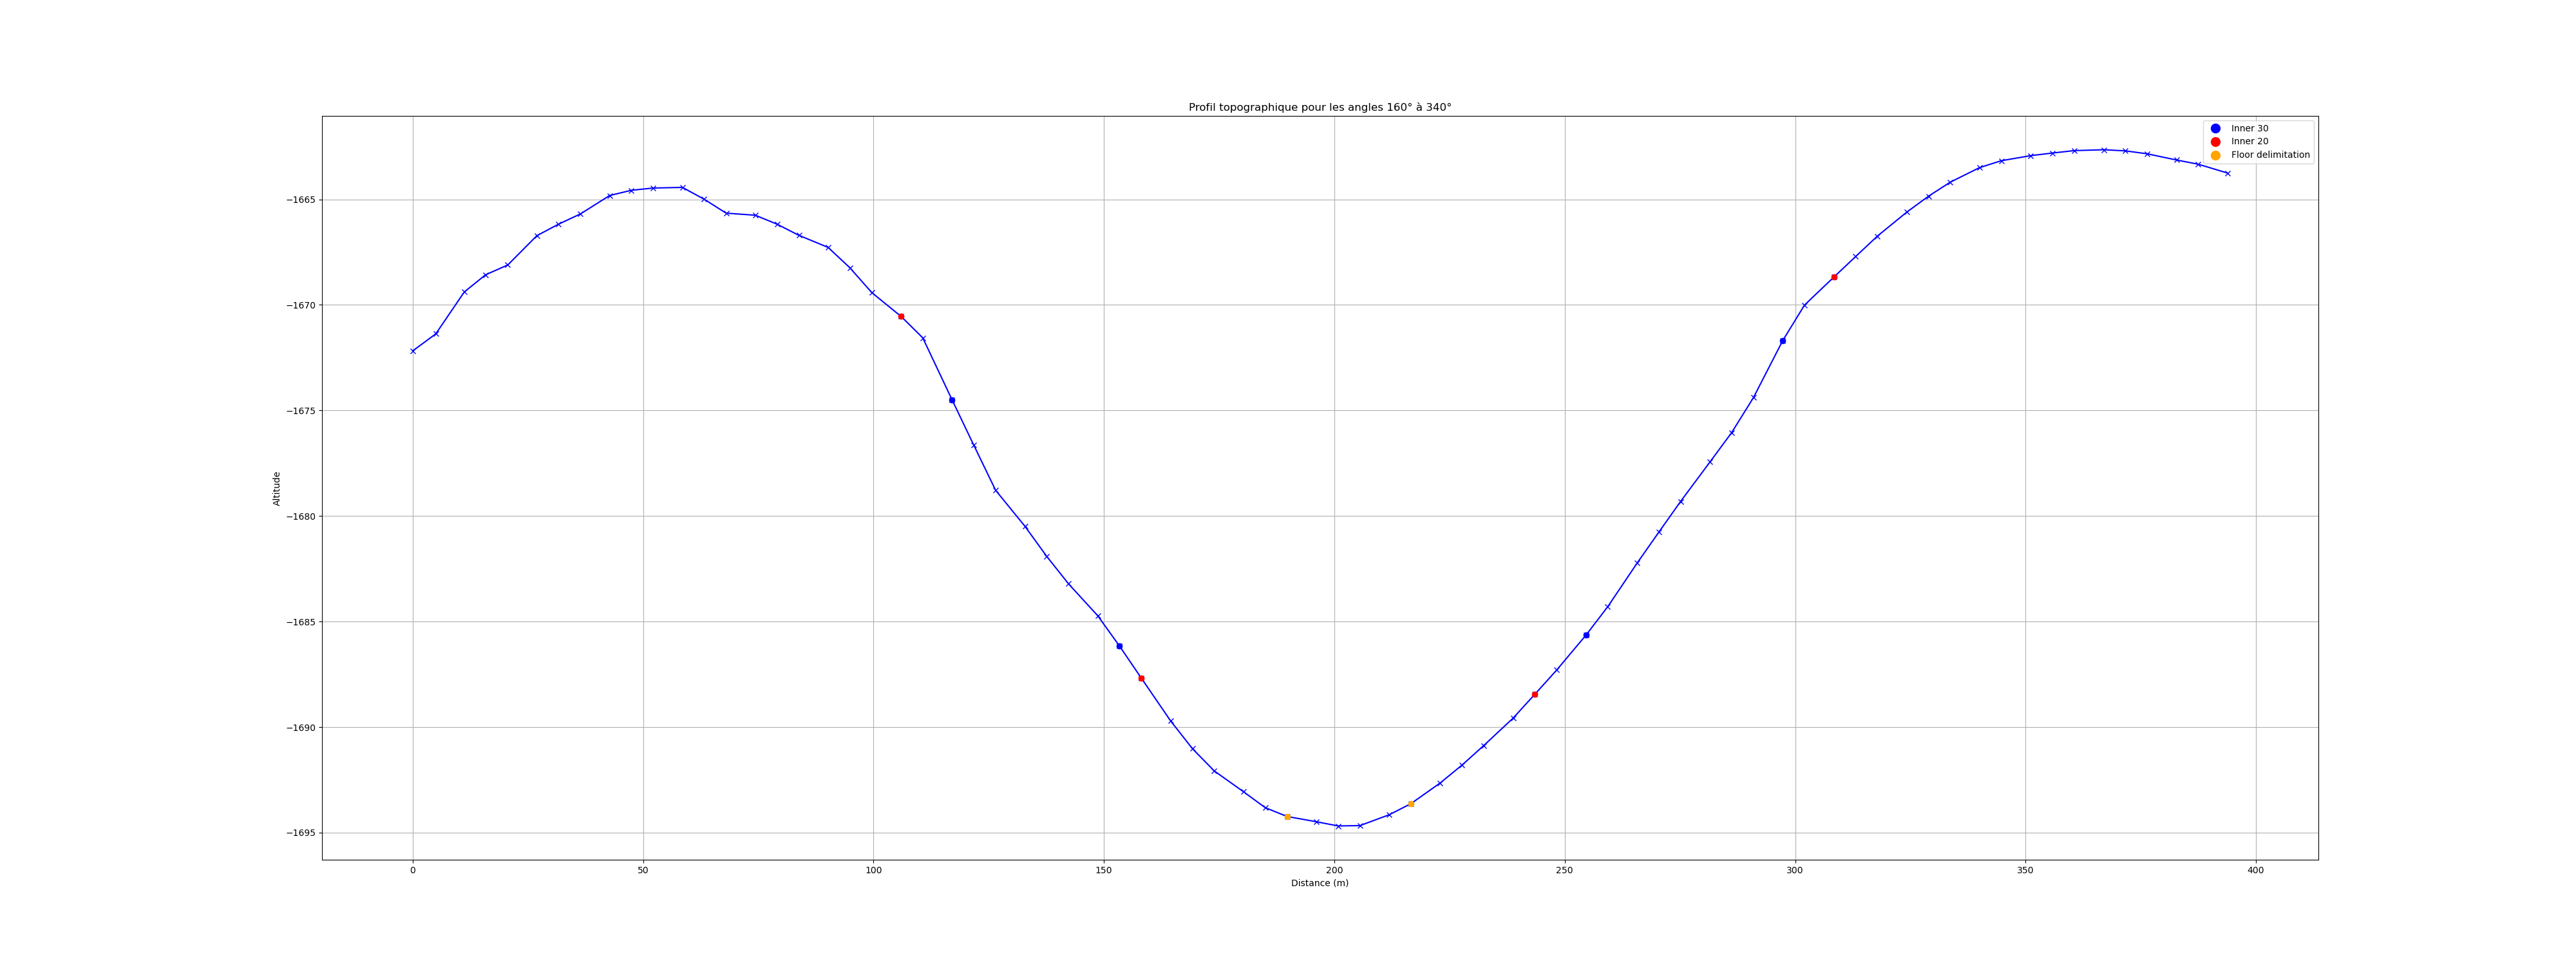 Profil topographique pour les angles 160° à 340°
Inner 30
Inner 20
Floor delimitation
−1665
−1670
−1675
−1680
−1685
−1690
−1695
Altitude
0 50 100 150 200 250 300 350 400
Distance (m)